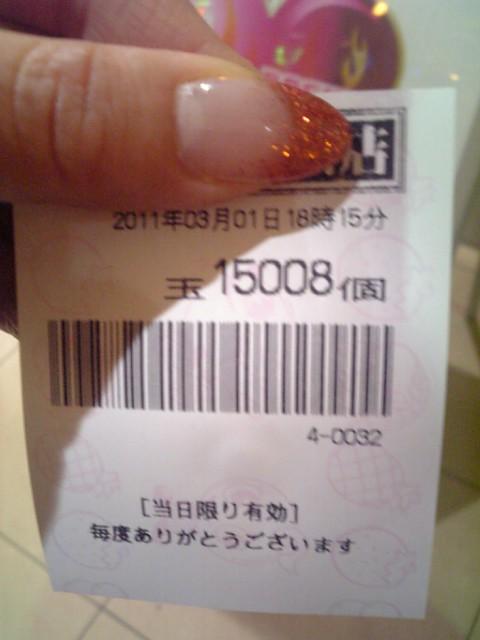 店
2011年03月01日18時15分
玉 15008個
4-0032
[当日限り有効]
毎度ありがとうございます